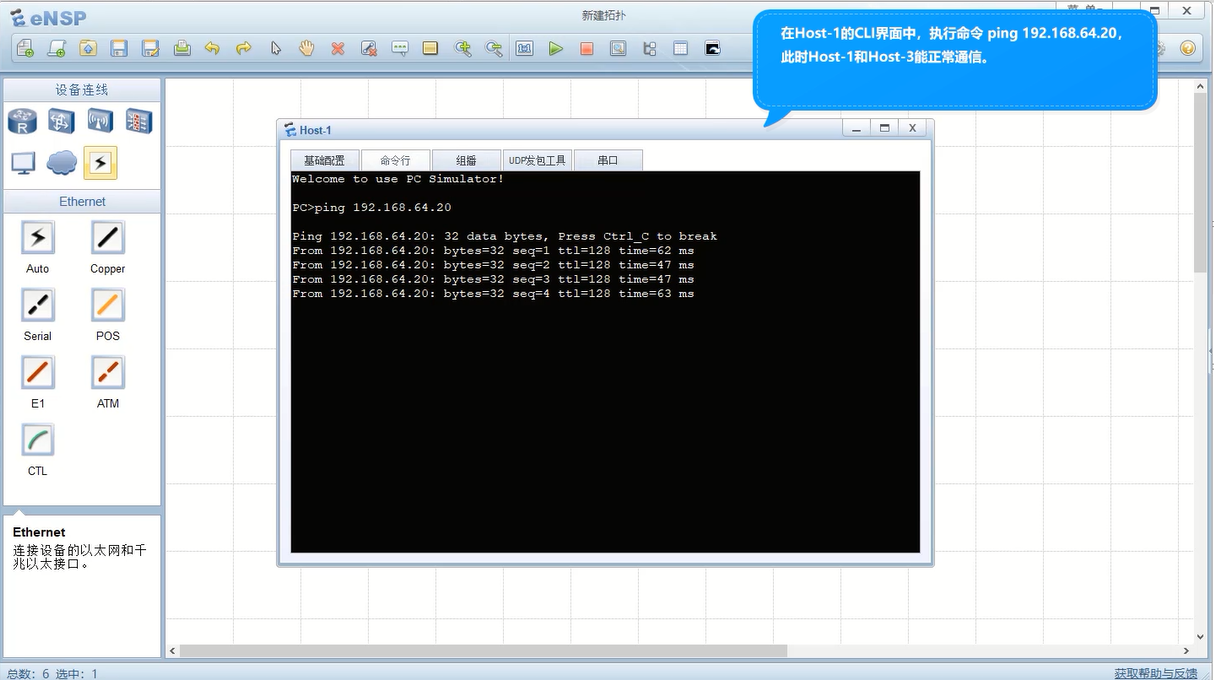 eNSP
新建拓扑
在Host-1的CLI界面中，执行命令 ping 192.168.64.20，
此时Host-1和Host-3能正常通信。
设备连线
Ethernet
Auto
Copper
Serial
POS
E1
ATM
CTL
Ethernet
连接设备的以太网和千
兆以太接口。
Host-1
基础配置 命令行 组播 UDP发包工具 串口
Welcome to use PC Simulator!
PC>ping 192.168.64.20
Ping 192.168.64.20: 32 data bytes, Press Ctrl_C to break
From 192.168.64.20: bytes=32 seq=1 ttl=128 time=62 ms
From 192.168.64.20: bytes=32 seq=2 ttl=128 time=47 ms
From 192.168.64.20: bytes=32 seq=3 ttl=128 time=47 ms
From 192.168.64.20: bytes=32 seq=4 ttl=128 time=63 ms
总数: 6 选中: 1
获取帮助与反馈